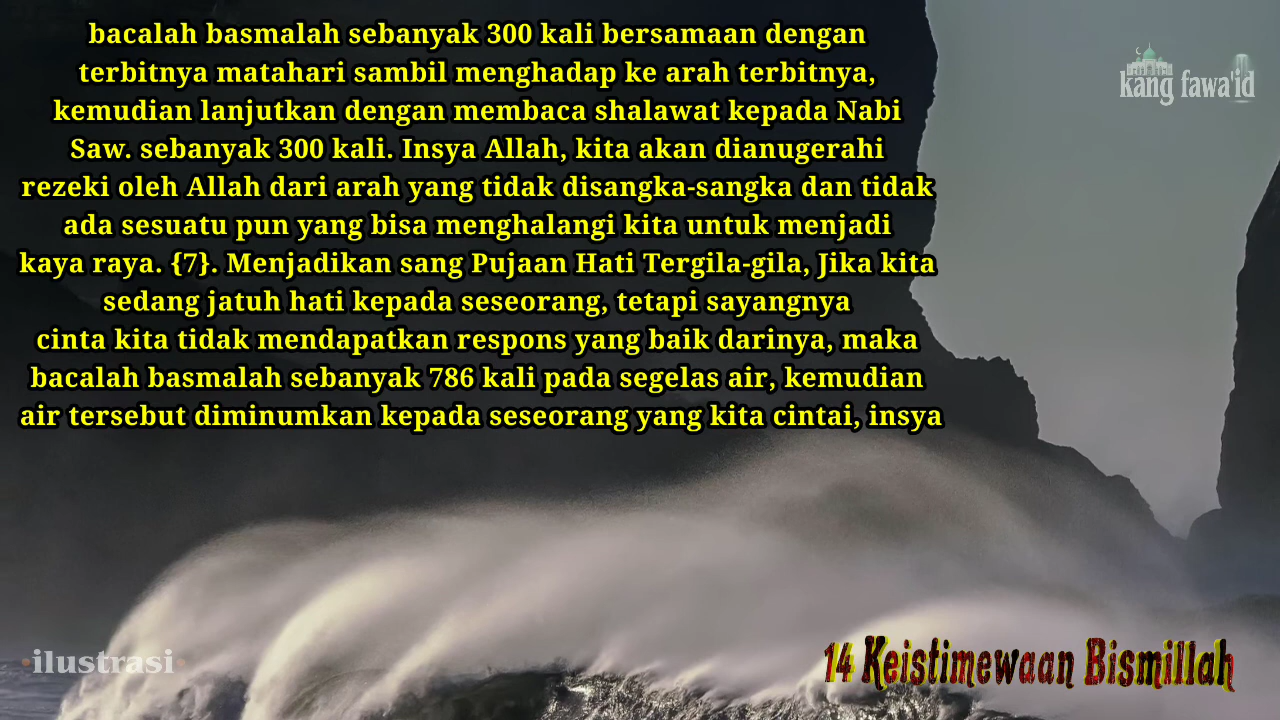 bacalah basmalah sebanyak 300 kali bersamaan dengan
terbitnya matahari sambil menghadap ke arah terbitnya,
kemudian lanjutkan dengan membaca shalawat kepada Nabi
Saw. sebanyak 300 kali. Insya Allah, kita akan dianugerahi
rezeki oleh Allah dari arah yang tidak disangka-sangka dan tidak
ada sesuatu pun yang bisa menghalangi kita untuk menjadi
kaya raya. {7}. Menjadikan sang Pujaan Hati Tergila-gila, Jika kita
sedang jatuh hati kepada seseorang, tetapi sayangnya
cinta kita tidak mendapatkan respons yang baik darinya, maka
bacalah basmalah sebanyak 786 kali pada segelas air, kemudian
air tersebut diminumkan kepada seseorang yang kita cintai, insya
kang fawa'id
•ilustrasi•
14 Keistimewaan Bismillah